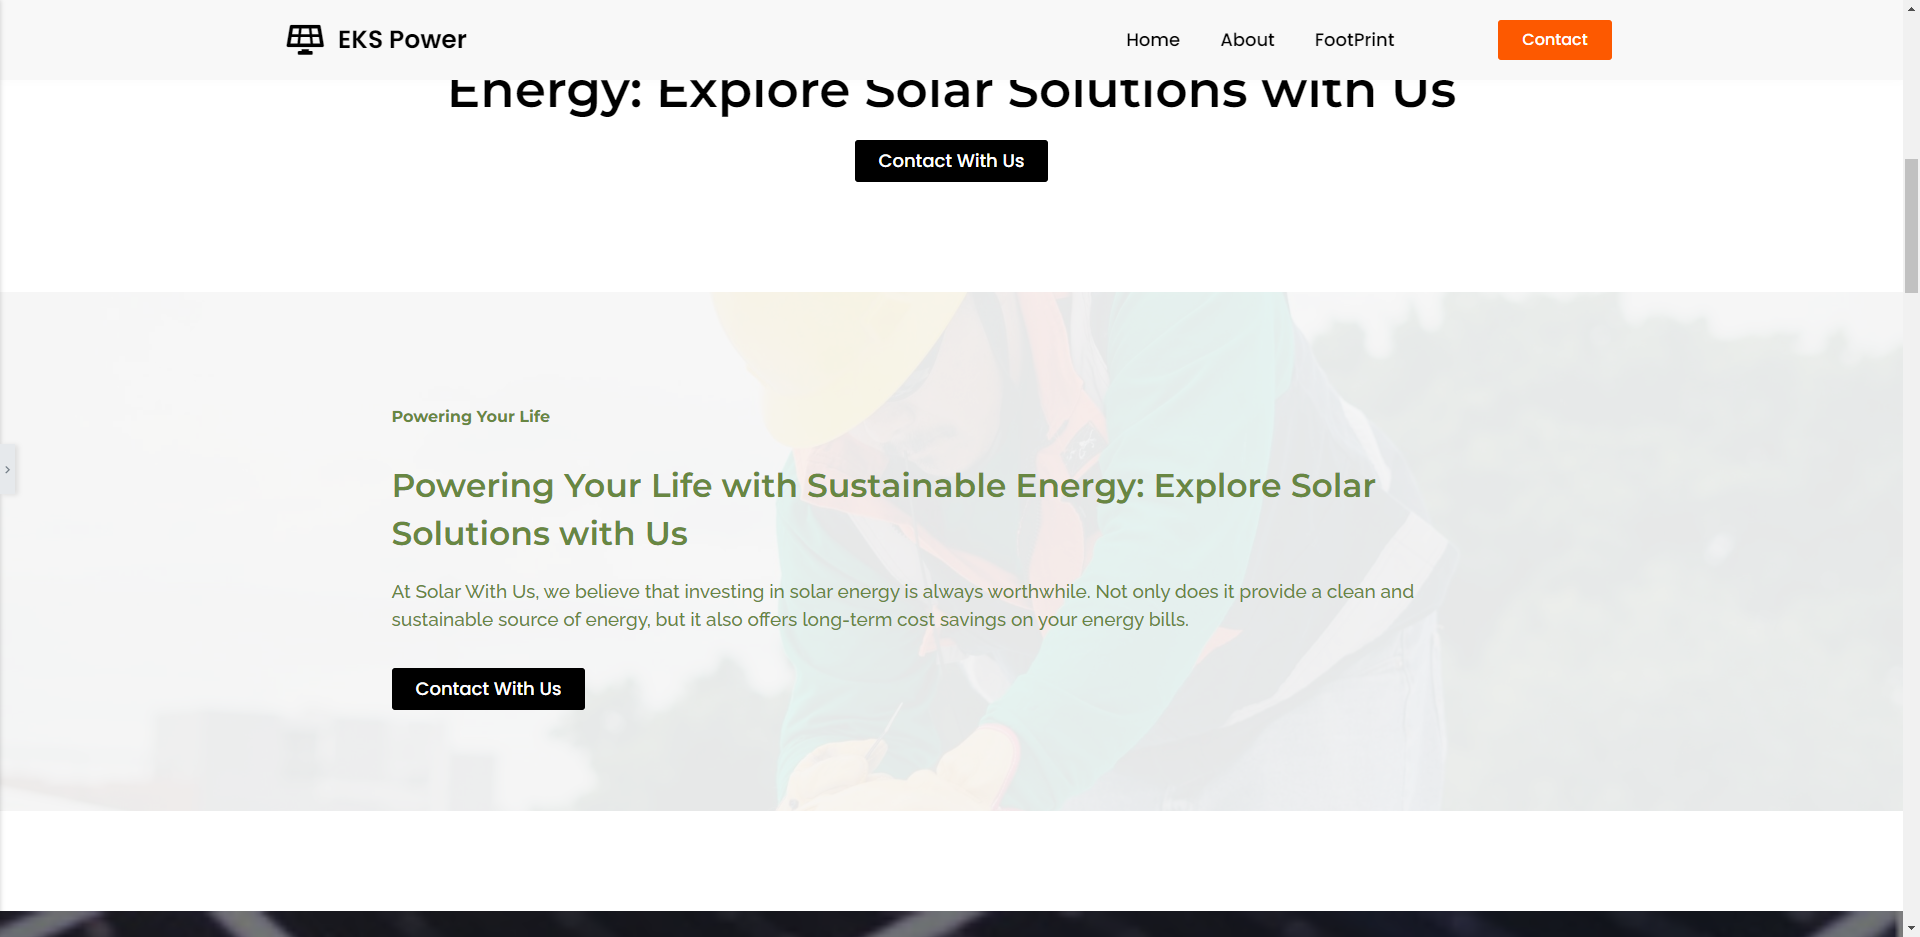 EKS Power
Home
About
FootPrint
Contact
Energy: Explore Solar Solutions with Us
Contact With Us
Powering Your Life
Powering Your Life with Sustainable Energy: Explore Solar
Solutions with Us
At Solar With Us, we believe that investing in solar energy is always worthwhile. Not only does it provide a clean and
sustainable source of energy, but it also offers long-term cost savings on your energy bills.
Contact With Us